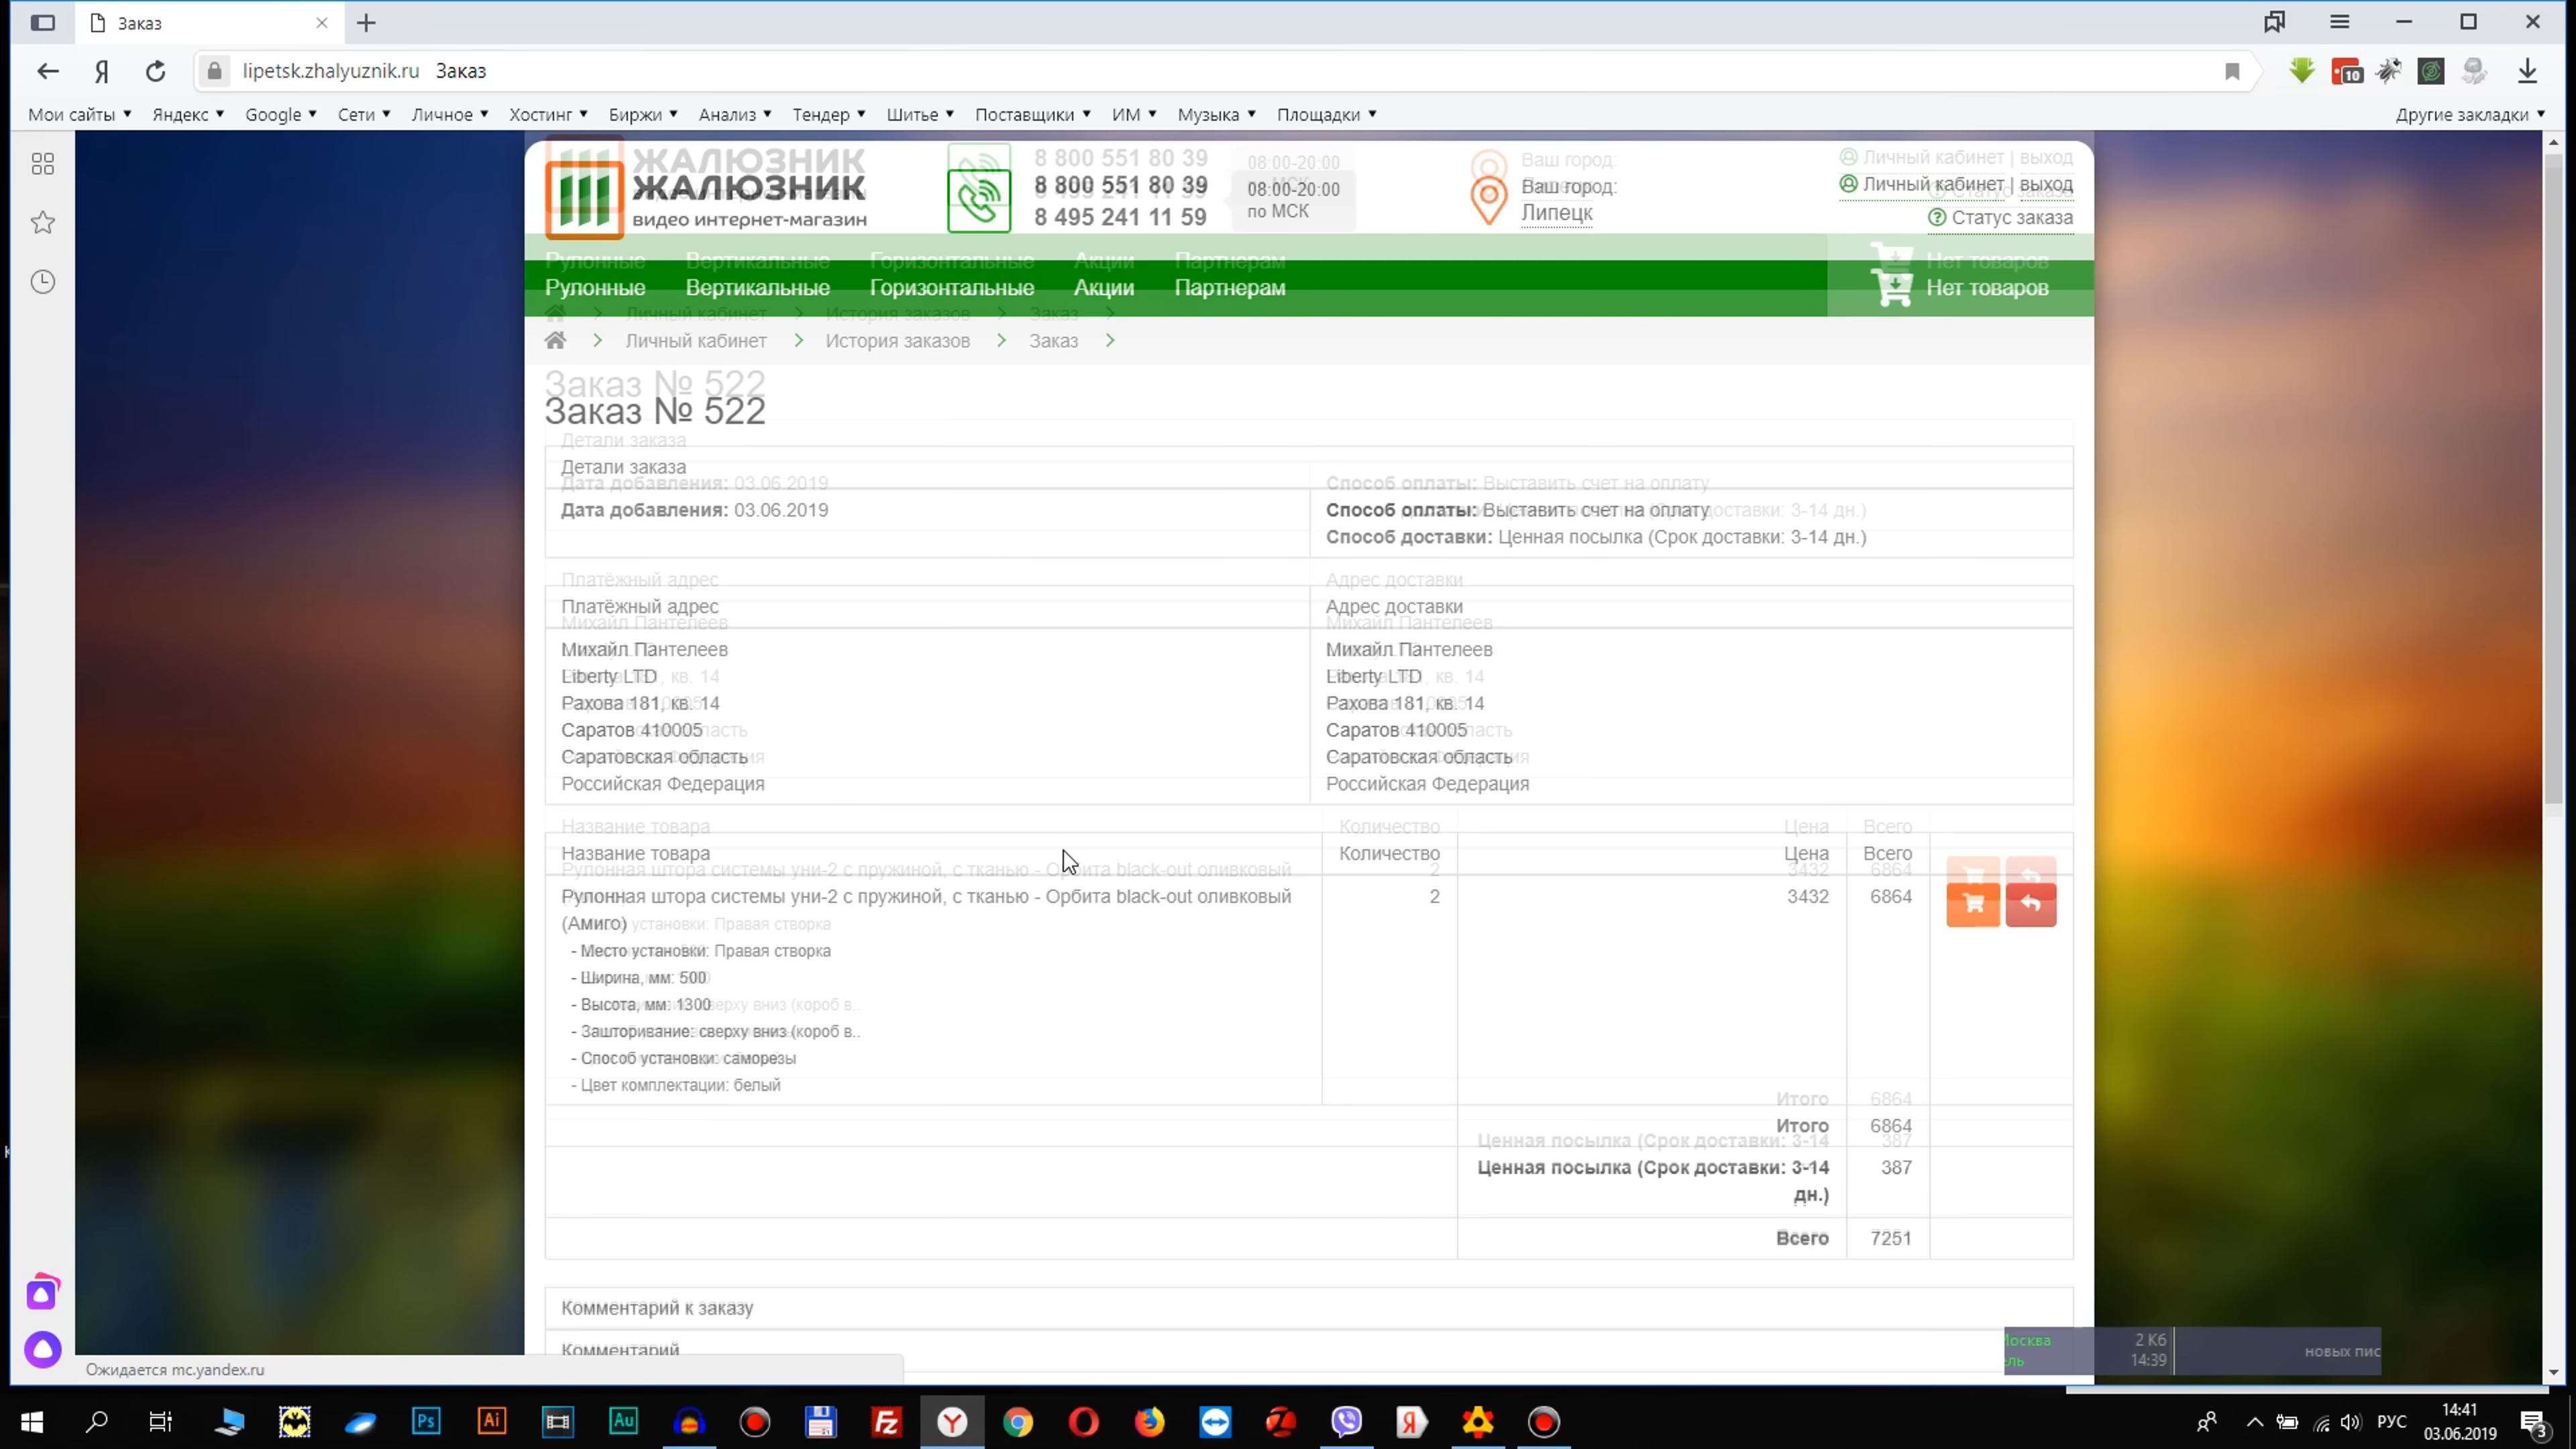 Заказ
lipetsk.zhalyuznik.ru Заказ
10
Мои сайты Яндекс Google Сети Личное Хостинг Биржи Анализ Тендер Шитье Поставщики ИМ Музыка Площадки Другие закладки
ЖАЛЮЗНИК
видео интернет-магазин
8 800 551 80 39
8 495 241 11 59
08:00-20:00
по МСК
Ваш город:
Липецк
Личный кабинет | выход
Статус заказа
Рулонные Вертикальные Горизонтальные Акции Партнерам Нет товаров
Личный кабинет История заказов Заказ
Заказ № 522
Детали заказа
Дата добавления: 03.06.2019
Способ оплаты: Выставить счет на оплату
Способ доставки: Ценная посылка (Срок доставки: 3-14 дн.)
Платёжный адрес Адрес доставки
Михайл Пантелеев Михайл Пантелеев
Liberty LTD Liberty LTD
Рахова 181, кв. 14 Рахова 181, кв. 14
Саратов 410005 Саратов 410005
Саратовская область Саратовская область
Российская Федерация Российская Федерация
Название товара Количество Цена Всего
Рулонная штора системы уни-2 с пружиной, с тканью - Орбита black-out оливковый 2 3432 6864
(Амиго)
- Место установки: Правая створка
- Ширина, мм: 500
- Высота, мм: 1300
- Зашторивание: сверху вниз (короб в..
- Способ установки: саморезы
- Цвет комплектации: белый
Итого 6864
Ценная посылка (Срок доставки: 3-14 387
дн.)
Всего 7251
Комментарий к заказу
Комментарий
Ожидается mc.yandex.ru
2 Кб
14:39
новых пис
РУС
14:41
03.06.2019
3